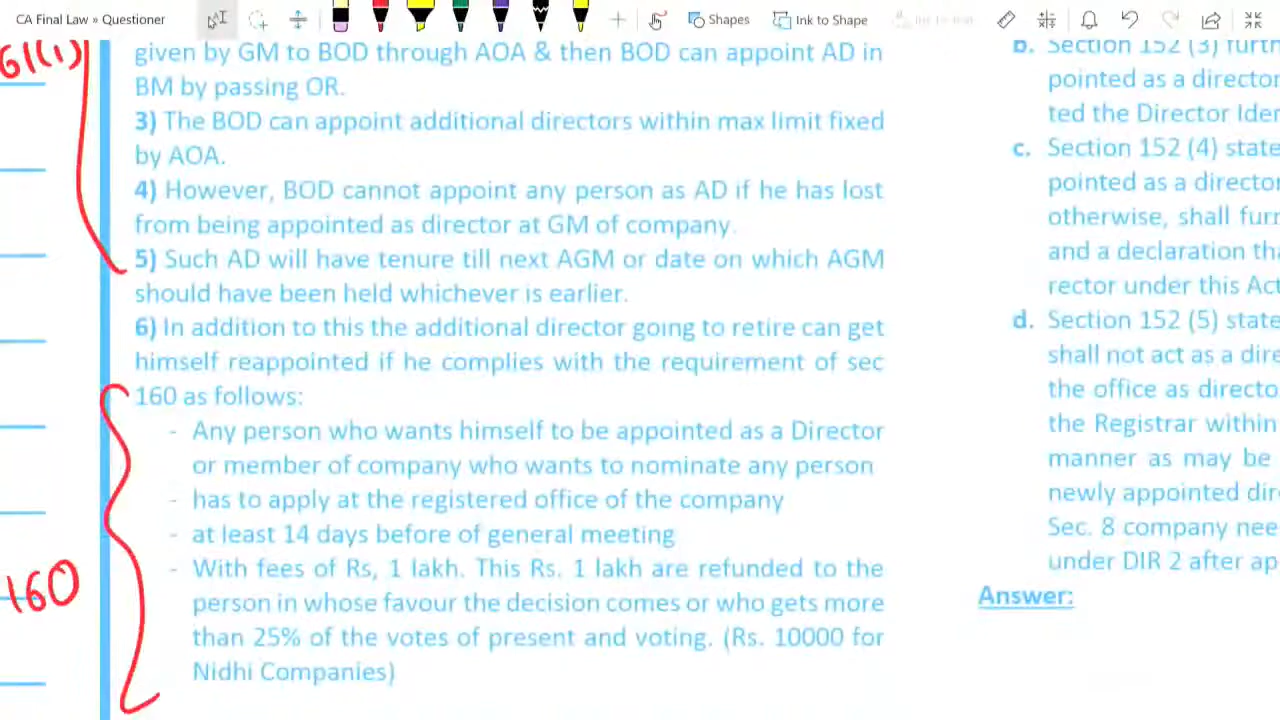 CA Final Law » Questioner
Shapes
Ink to Shape
61(1)
given by GM to BOD through AOA & then BOD can appoint AD in
BM by passing OR.
3) The BOD can appoint additional directors within max limit fixed
by AOA.
4) However, BOD cannot appoint any person as AD if he has lost
from being appointed as director at GM of company.
5) Such AD will have tenure till next AGM or date on which AGM
should have been held whichever is earlier.
6) In addition to this the additional director going to retire can get
himself reappointed if he complies with the requirement of sec
160 as follows:
- Any person who wants himself to be appointed as a Director
or member of company who wants to nominate any person
- has to apply at the registered office of the company
- at least 14 days before of general meeting
- With fees of Rs, 1 lakh. This Rs. 1 lakh are refunded to the
person in whose favour the decision comes or who gets more
than 25% of the votes of present and voting. (Rs. 10000 for
Nidhi Companies)
160
b. Section 152 (3) furth
pointed as a director
ted the Director Iden
c. Section 152 (4) state
pointed as a director
otherwise, shall furn
and a declaration tha
rector under this Act
d. Section 152 (5) state
shall not act as a dire
the office as directo
the Registrar within
manner as may be
newly appointed dire
Sec. 8 company nee
under DIR 2 after ap
Answer: